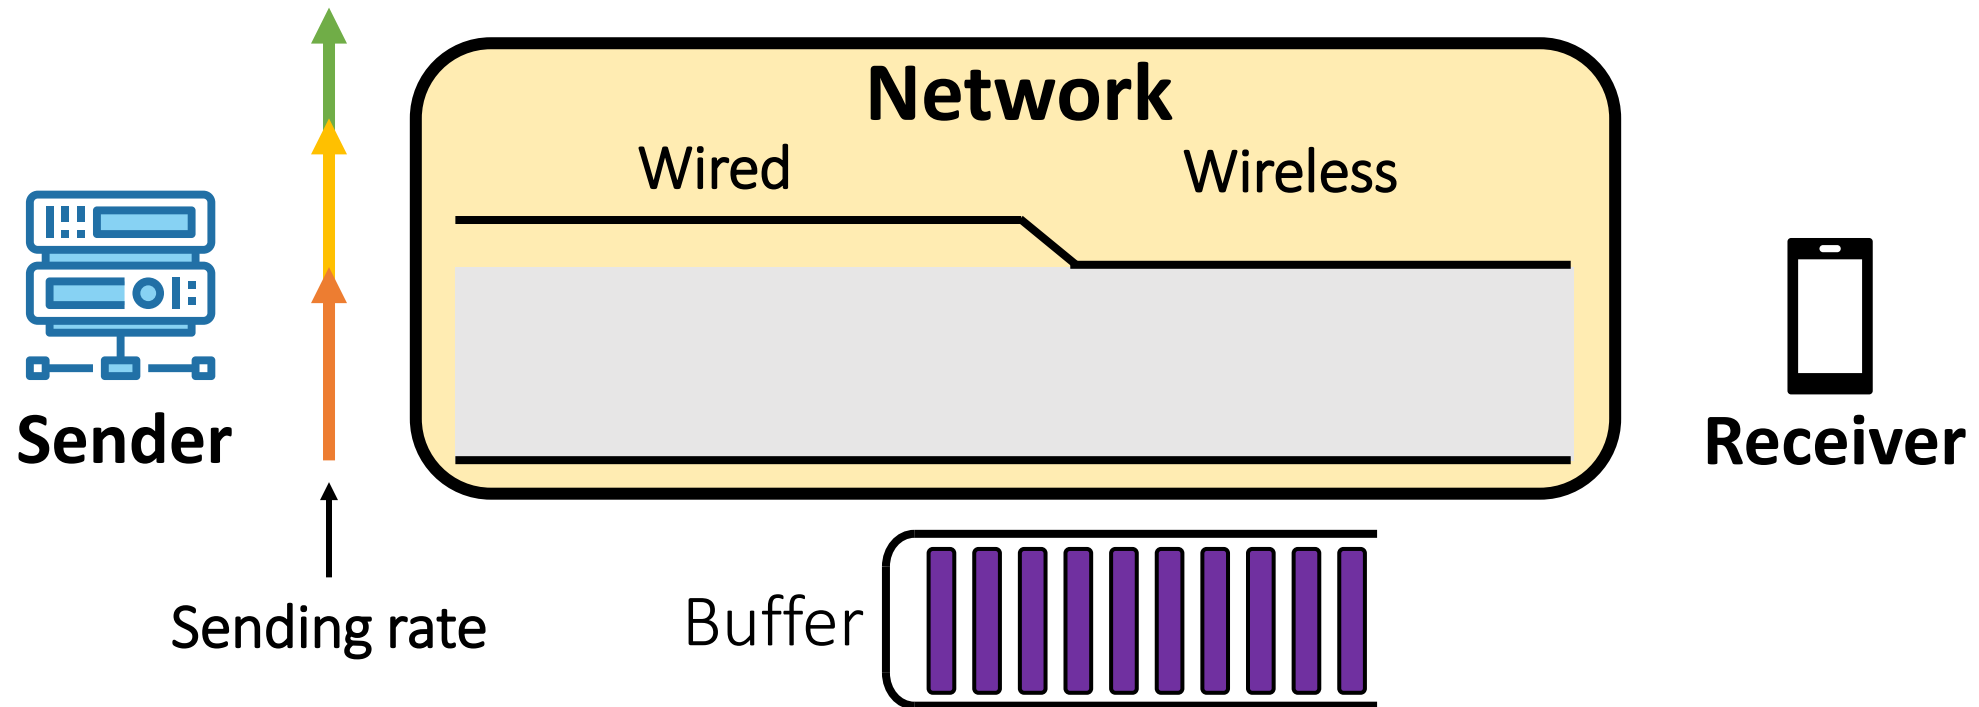 Network
Wired
Wireless
Sender
Receiver
Sending rate
Buffer